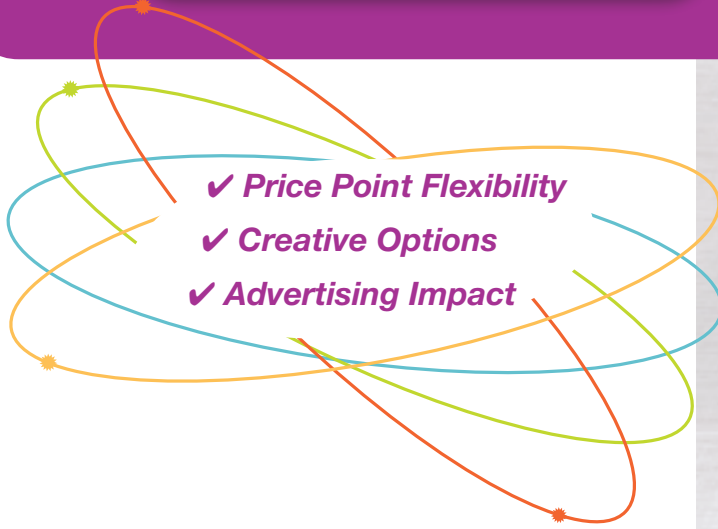 ✔ Price Point Flexibility
✔ Creative Options
✔ Advertising Impact